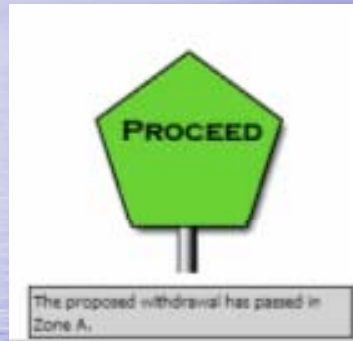 PROCEED
The proposed withdrawal has passed in
Zone A.